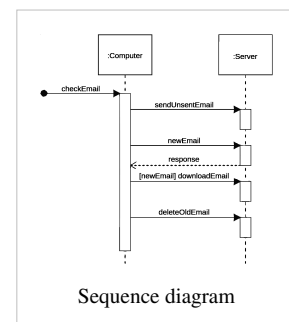 :Computer
:Server
checkEmail
sendUnsentEmail
newEmail
response
[newEmail] downloadEmail
deleteOldEmail
Sequence diagram